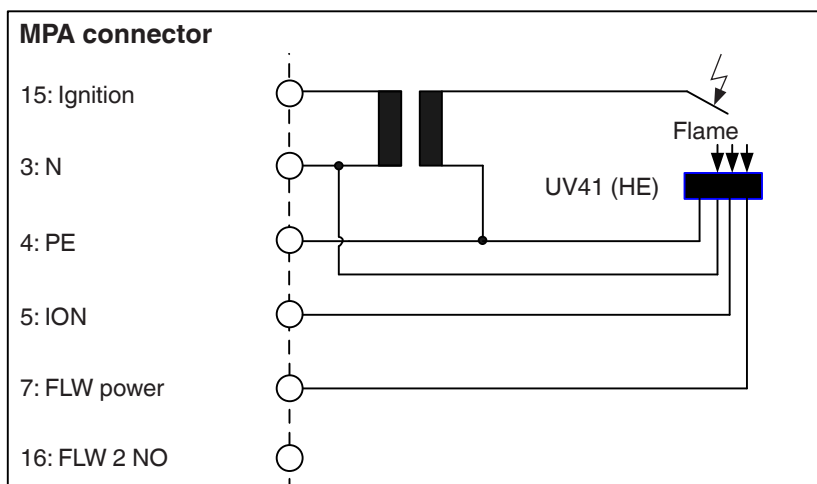 MPA connector
15: Ignition
Flame
3: N
UV41 (HE)
4: PE
5: ION
7: FLW power
16: FLW 2 NO